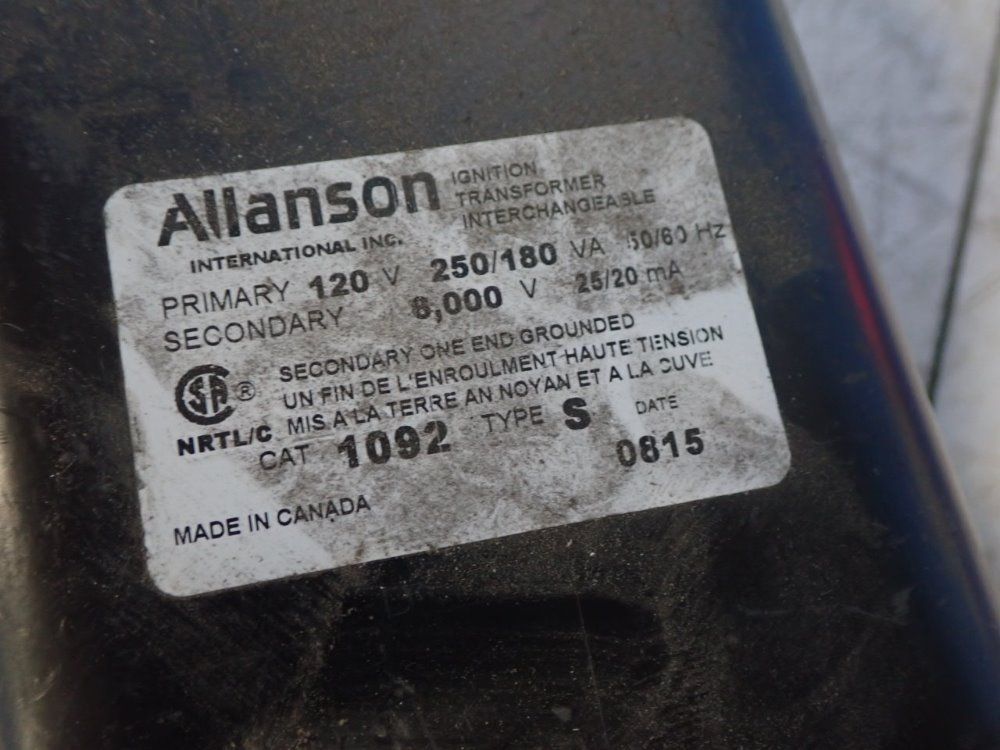 Allanson IGNITION
TRANSFORMER
INTERCHANGEABLE
INTERNATIONAL INC.
PRIMARY 120 V 250/180 VA 50/60 Hz
SECONDARY 8,000 V 25/20 mA
SA ®
NRTL/C
SECONDARY ONE END GROUNDED
UN FIN DE L'ENROULMENT HAUTE TENSION
MIS A LA TERRE AN NOYAN ET A LA CUVE
CAT 1092 TYPE S DATE
0815
MADE IN CANADA